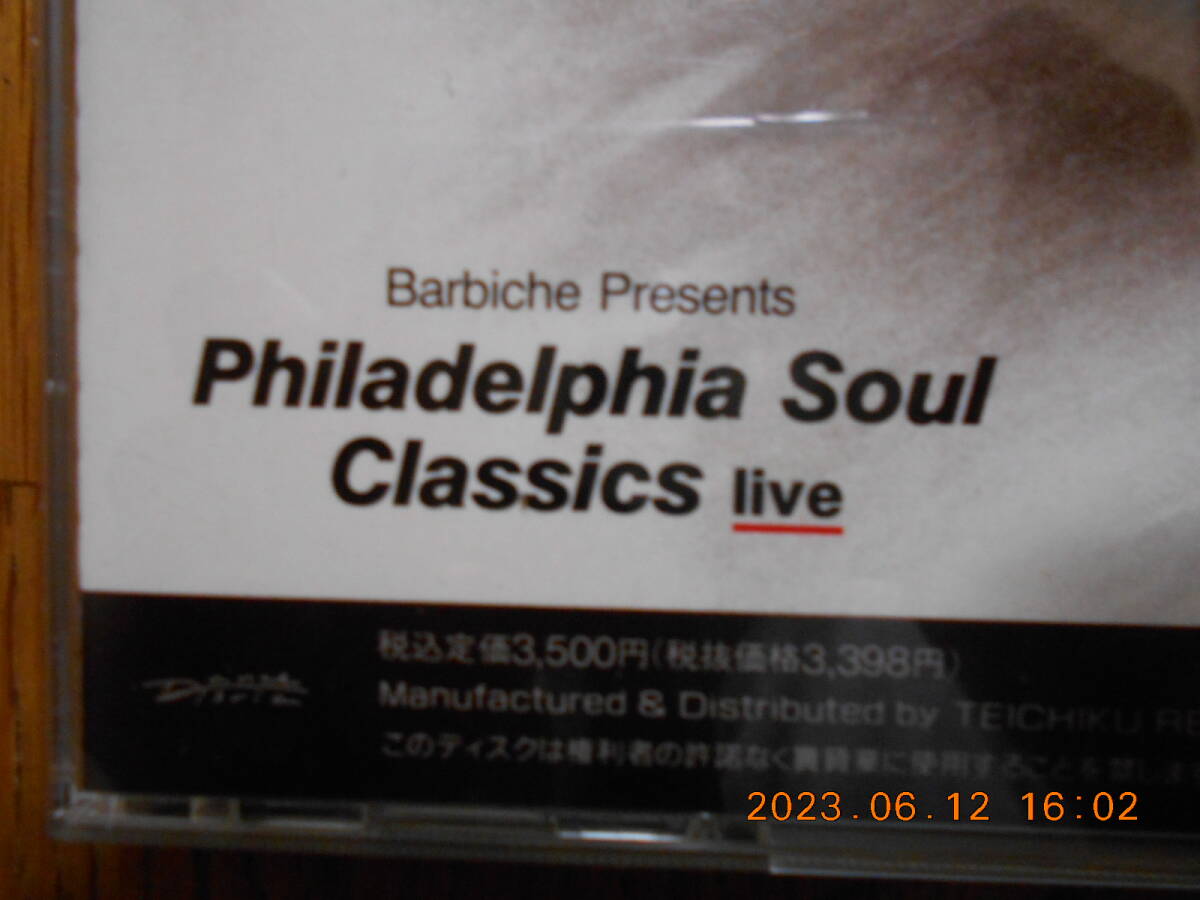 Barbiche Presents
Philadelphia Soul
Classics live
税込定価3,500円(税抜価格3,398円)
Manufactured & Distributed by TEICHIKU RE
このディスクは権利者の許諾なく賃貸業に使用することを禁じます
2023.06.12 16:02